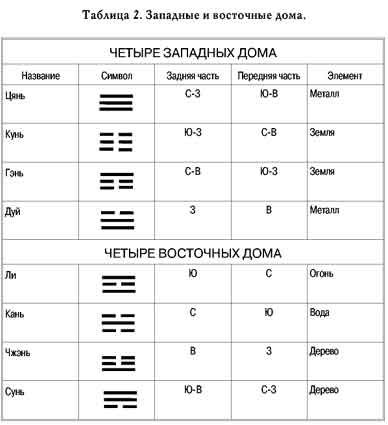 Таблица 2. Западные и восточные дома.
ЧЕТЫРЕ ЗАПАДНЫХ ДОМА
Название Символ Задняя часть Передняя часть Элемент
Цянь С-З Ю-В Металл
Кунь Ю-З С-В Земля
Гэнь С-В Ю-З Земля
Дуй З В Металл
ЧЕТЫРЕ ВОСТОЧНЫХ ДОМА
Ли Ю С Огонь
Кань С Ю Вода
Чжэнь В З Дерево
Сунь Ю-В С-З Дерево